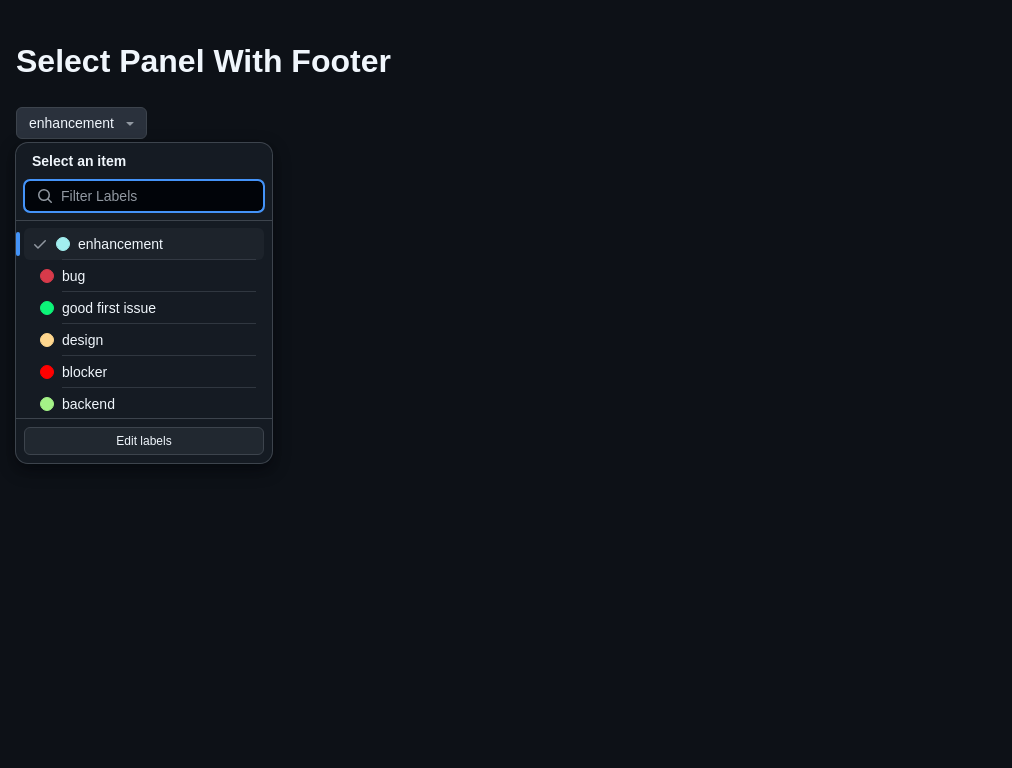 Select Panel With Footer
enhancement
Select an item
Filter Labels
enhancement
bug
good first issue
design
blocker
backend
Edit labels